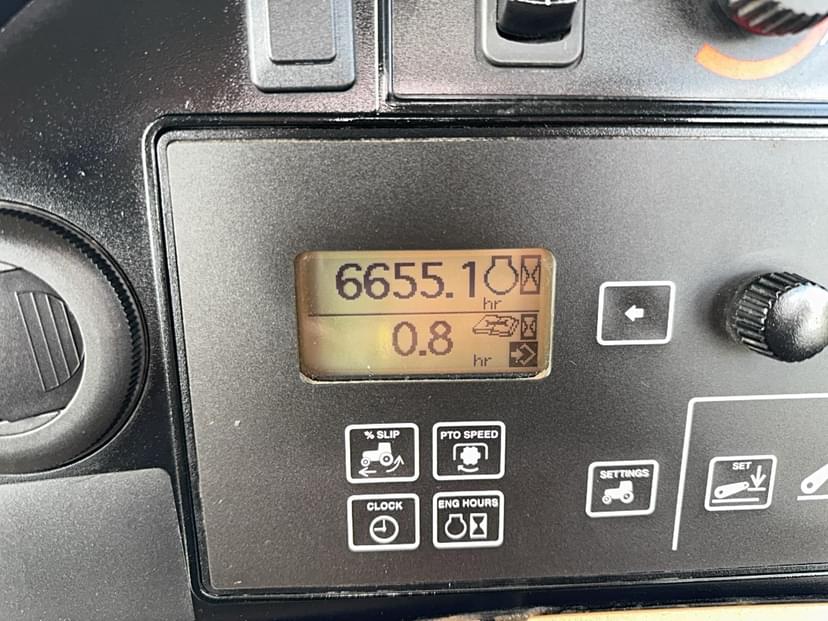 6655.1 hr
0.8 hr
% SLIP
PTO SPEED
CLOCK
ENG HOURS
SETTINGS
SET